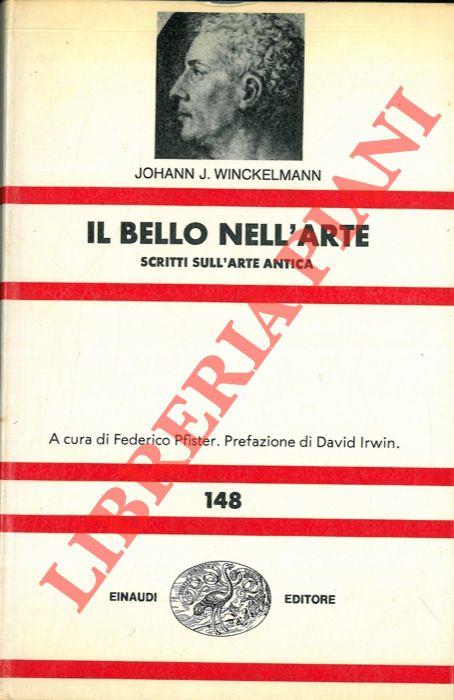 JOHANN J. WINCKELMANN
IL BELLO NELL'ARTE
SCRITTI SULL'ARTE ANTICA
A cura di Federico Pfister. Prefazione di David Irwin.
148
EINAUDI EDITORE
LIBRERIA PIANI